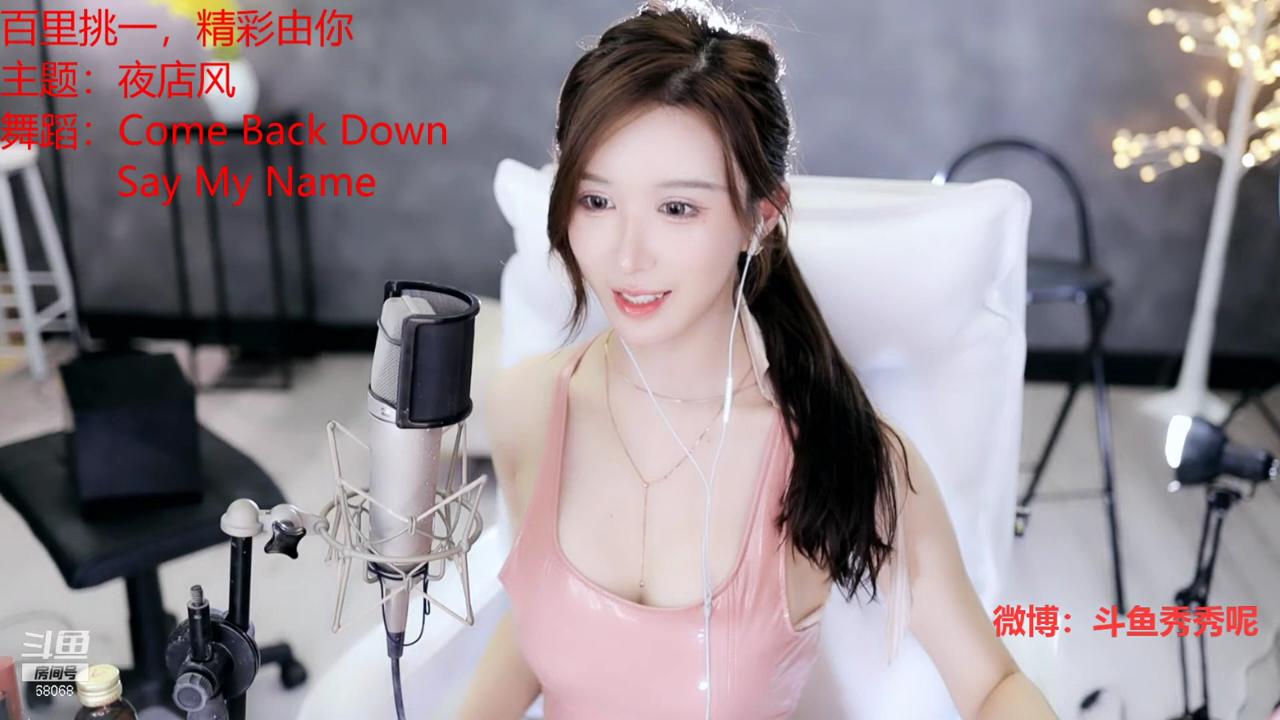 百里挑一，精彩由你
主题：夜店风
舞蹈：Come Back Down
Say My Name
微博：斗鱼秀秀呢
斗鱼
房间号
68068